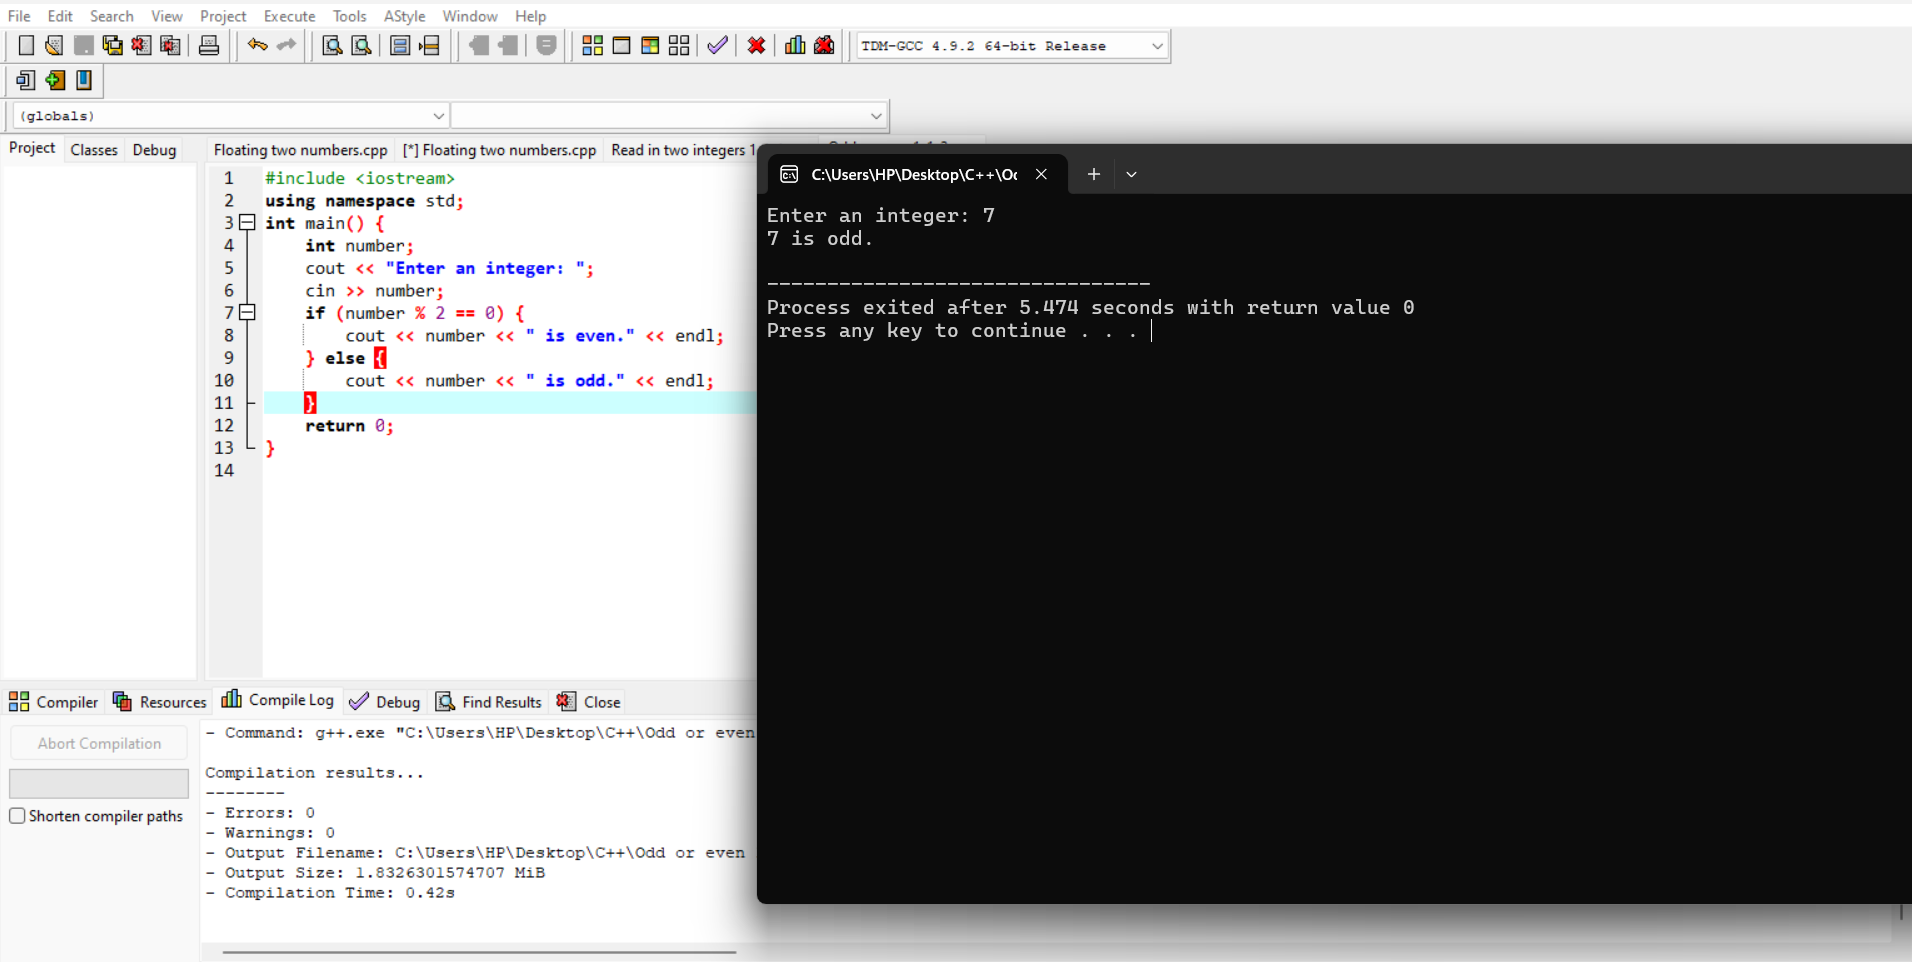 File Edit Search View Project Execute Tools AStyle Window Help
TDM-GCC 4.9.2 64-bit Release
(globals)
Project Classes Debug
Floating two numbers.cpp [*] Floating two numbers.cpp Read in two integers 1
1 #include <iostream>
2 using namespace std;
3 int main() {
4 int number;
5 cout << "Enter an integer: ";
6 cin >> number;
7 if (number % 2 == 0) {
8 cout << number << " is even." << endl;
9 } else {
10 cout << number << " is odd." << endl;
11 }
12 return 0;
13 }
14
C:\Users\HP\Desktop\C++\Oc
Enter an integer: 7
7 is odd.
--------------------------------
Process exited after 5.474 seconds with return value 0
Press any key to continue . . .
Compiler Resources Compile Log Debug Find Results Close
Abort Compilation
Shorten compiler paths
- Command: g++.exe "C:\Users\HP\Desktop\C++\Odd or even
Compilation results...
--------
- Errors: 0
- Warnings: 0
- Output Filename: C:\Users\HP\Desktop\C++\Odd or even
- Output Size: 1.8326301574707 MiB
- Compilation Time: 0.42s